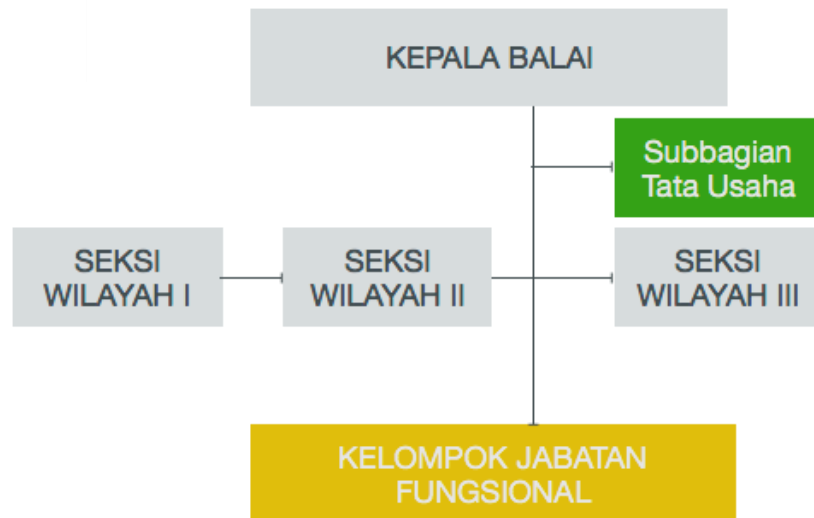 KEPALA BALAI
Subbagian
Tata Usaha
SEKSI
WILAYAH I
SEKSI
WILAYAH II
SEKSI
WILAYAH III
KELOMPOK JABATAN
FUNGSIONAL